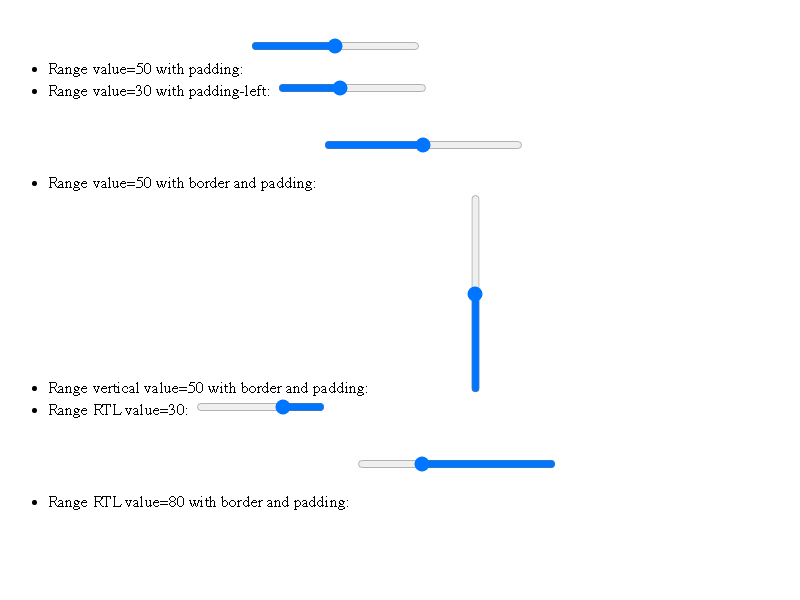 Range value=50 with padding:
Range value=30 with padding-left:
Range value=50 with border and padding:
Range vertical value=50 with border and padding:
Range RTL value=30:
Range RTL value=80 with border and padding: